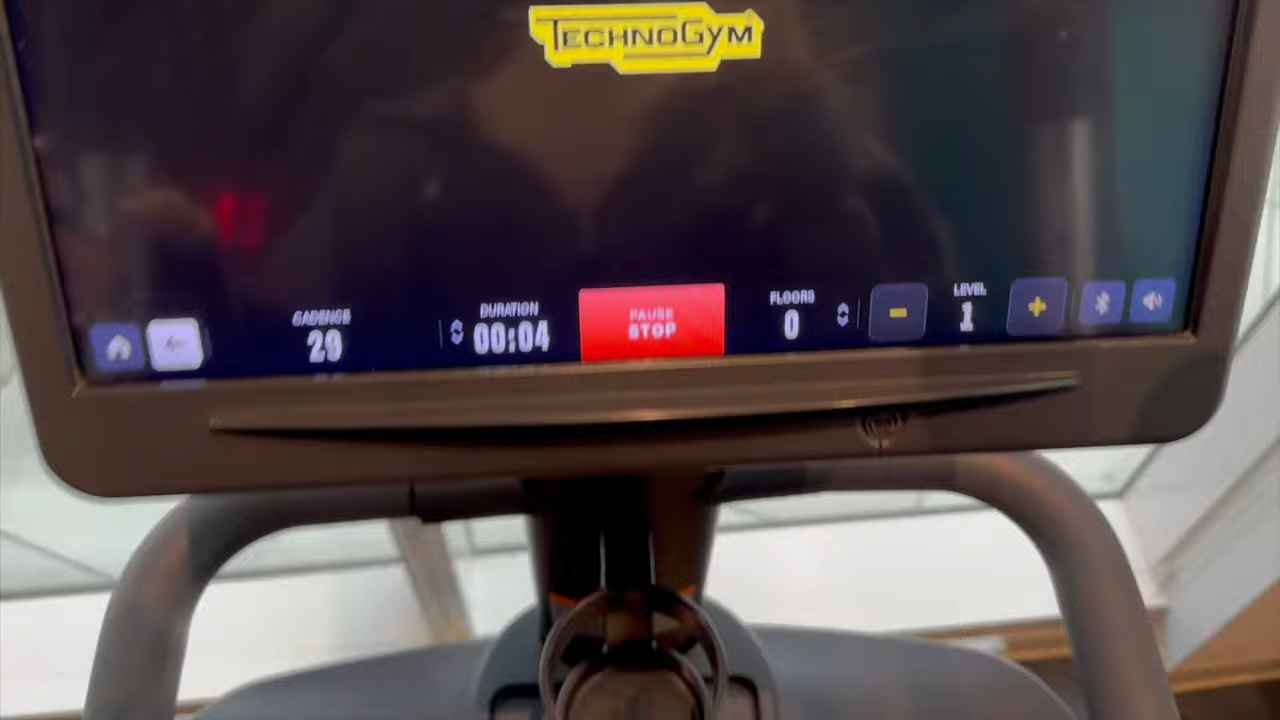 TECHNOGYM
CADENCE
29
DURATION
00:04
PAUSE
STOP
FLOORS
0
LEVEL
1